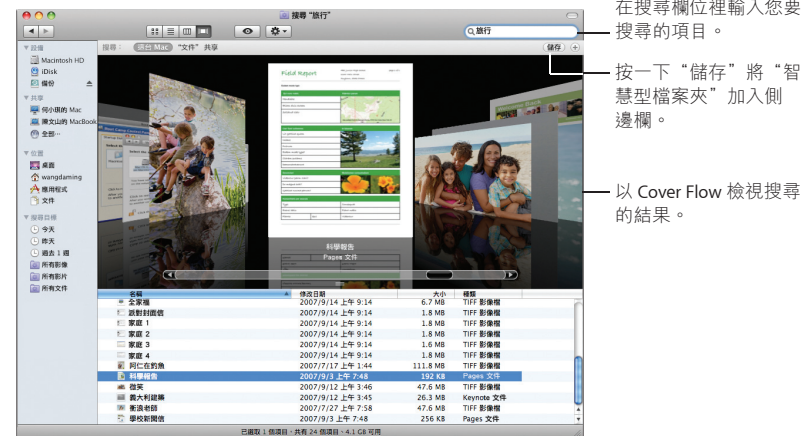 搜尋 “旅行”
旅行
搜尋： 這台 Mac “文件” 共享
儲存
設備
Macintosh HD
iDisk
備份
共享
何小琪的 Mac
陳文山的 MacBook
全部…
位置
桌面
wangdaming
應用程式
文件
搜尋目標
今天
昨天
過去 1 週
所有影像
所有影片
所有文件
Field Report
科學報告
Pages 文件
名稱 修改日期 大小 種類
全家福 2007/9/14 上午 9:14 6.7 MB TIFF 影像檔
派對封面信 2007/9/14 上午 9:14 1.8 MB TIFF 影像檔
家庭 1 2007/9/14 上午 9:14 1.8 MB TIFF 影像檔
家庭 2 2007/9/14 上午 9:14 1.8 MB TIFF 影像檔
家庭 3 2007/9/14 上午 9:14 1.6 MB TIFF 影像檔
家庭 4 2007/9/14 上午 9:14 1.8 MB TIFF 影像檔
阿仁在釣魚 2007/7/17 上午 1:44 111.8 MB TIFF 影像檔
科學報告 2007/9/3 上午 7:48 192 KB Pages 文件
微笑 2007/9/12 上午 3:46 47.6 MB TIFF 影像檔
義大利建築 2007/9/12 上午 3:45 26.3 MB Keynote 文件
衝浪老師 2007/7/27 上午 7:58 47.6 MB TIFF 影像檔
學校新聞信 2007/9/3 上午 7:48 256 KB Pages 文件
已選取 1 個項目，共有 24 個項目，4.1 GB 可用
在搜尋欄位裡輸入您要
搜尋的項目。
按一下“儲存”將“智
慧型檔案夾”加入側
邊欄。
以 Cover Flow 檢視搜尋
的結果。